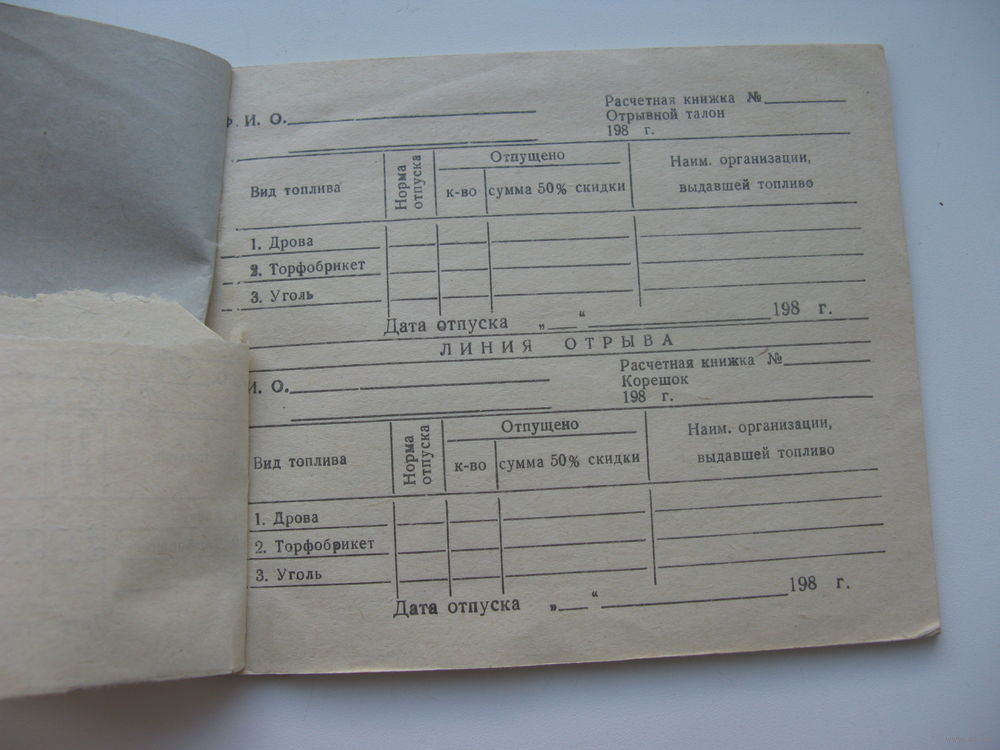 Ф. И. О.
Расчетная книжка №
Отрывной талон
198 г.
Вид топлива
Норма отпуска
Отпущено
к-во
сумма 50% скидки
Наим. организации,
выдавшей топливо
1. Дрова
2. Торфобрикет
3. Уголь
Дата отпуска „ “ 198 г.
ЛИНИЯ ОТРЫВА
И. О.
Расчетная книжка №
Корешок
198 г.
Вид топлива
Норма отпуска
Отпущено
к-во
сумма 50% скидки
Наим. организации,
выдавшей топливо
1. Дрова
2. Торфобрикет
3. Уголь
Дата отпуска „ “ 198 г.